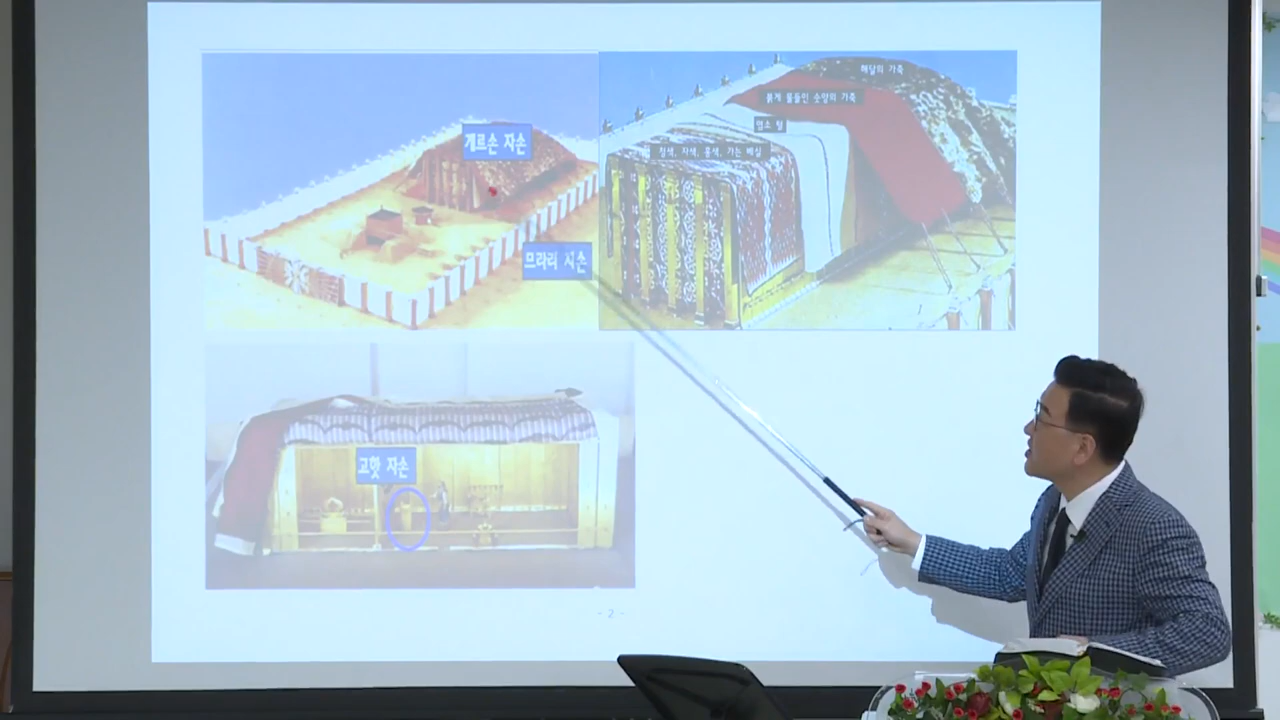 게르손 자손
므라리 자손
해달의 가죽
붉게 물들인 숫양의 가죽
염소 털
청색, 자색, 홍색, 가는 베실
고핫 자손
- 2 -